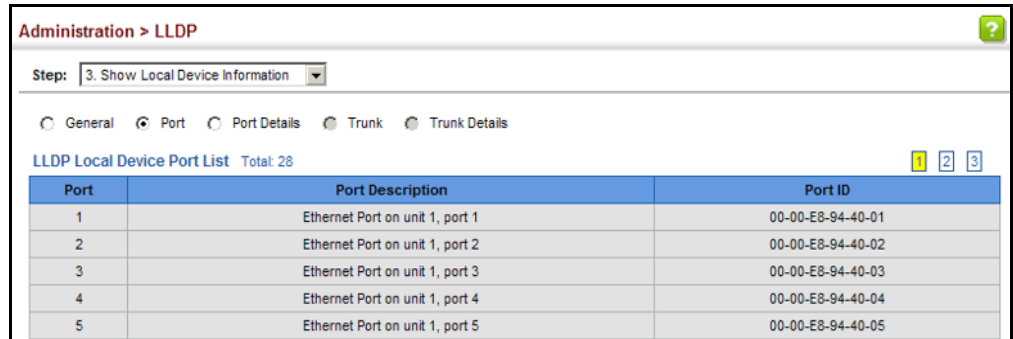 Administration > LLDP
?
Step: 3. Show Local Device Information
General Port Port Details Trunk Trunk Details
LLDP Local Device Port List Total: 28 1 2 3
Port Port Description Port ID
1 Ethernet Port on unit 1, port 1 00-00-E8-94-40-01
2 Ethernet Port on unit 1, port 2 00-00-E8-94-40-02
3 Ethernet Port on unit 1, port 3 00-00-E8-94-40-03
4 Ethernet Port on unit 1, port 4 00-00-E8-94-40-04
5 Ethernet Port on unit 1, port 5 00-00-E8-94-40-05